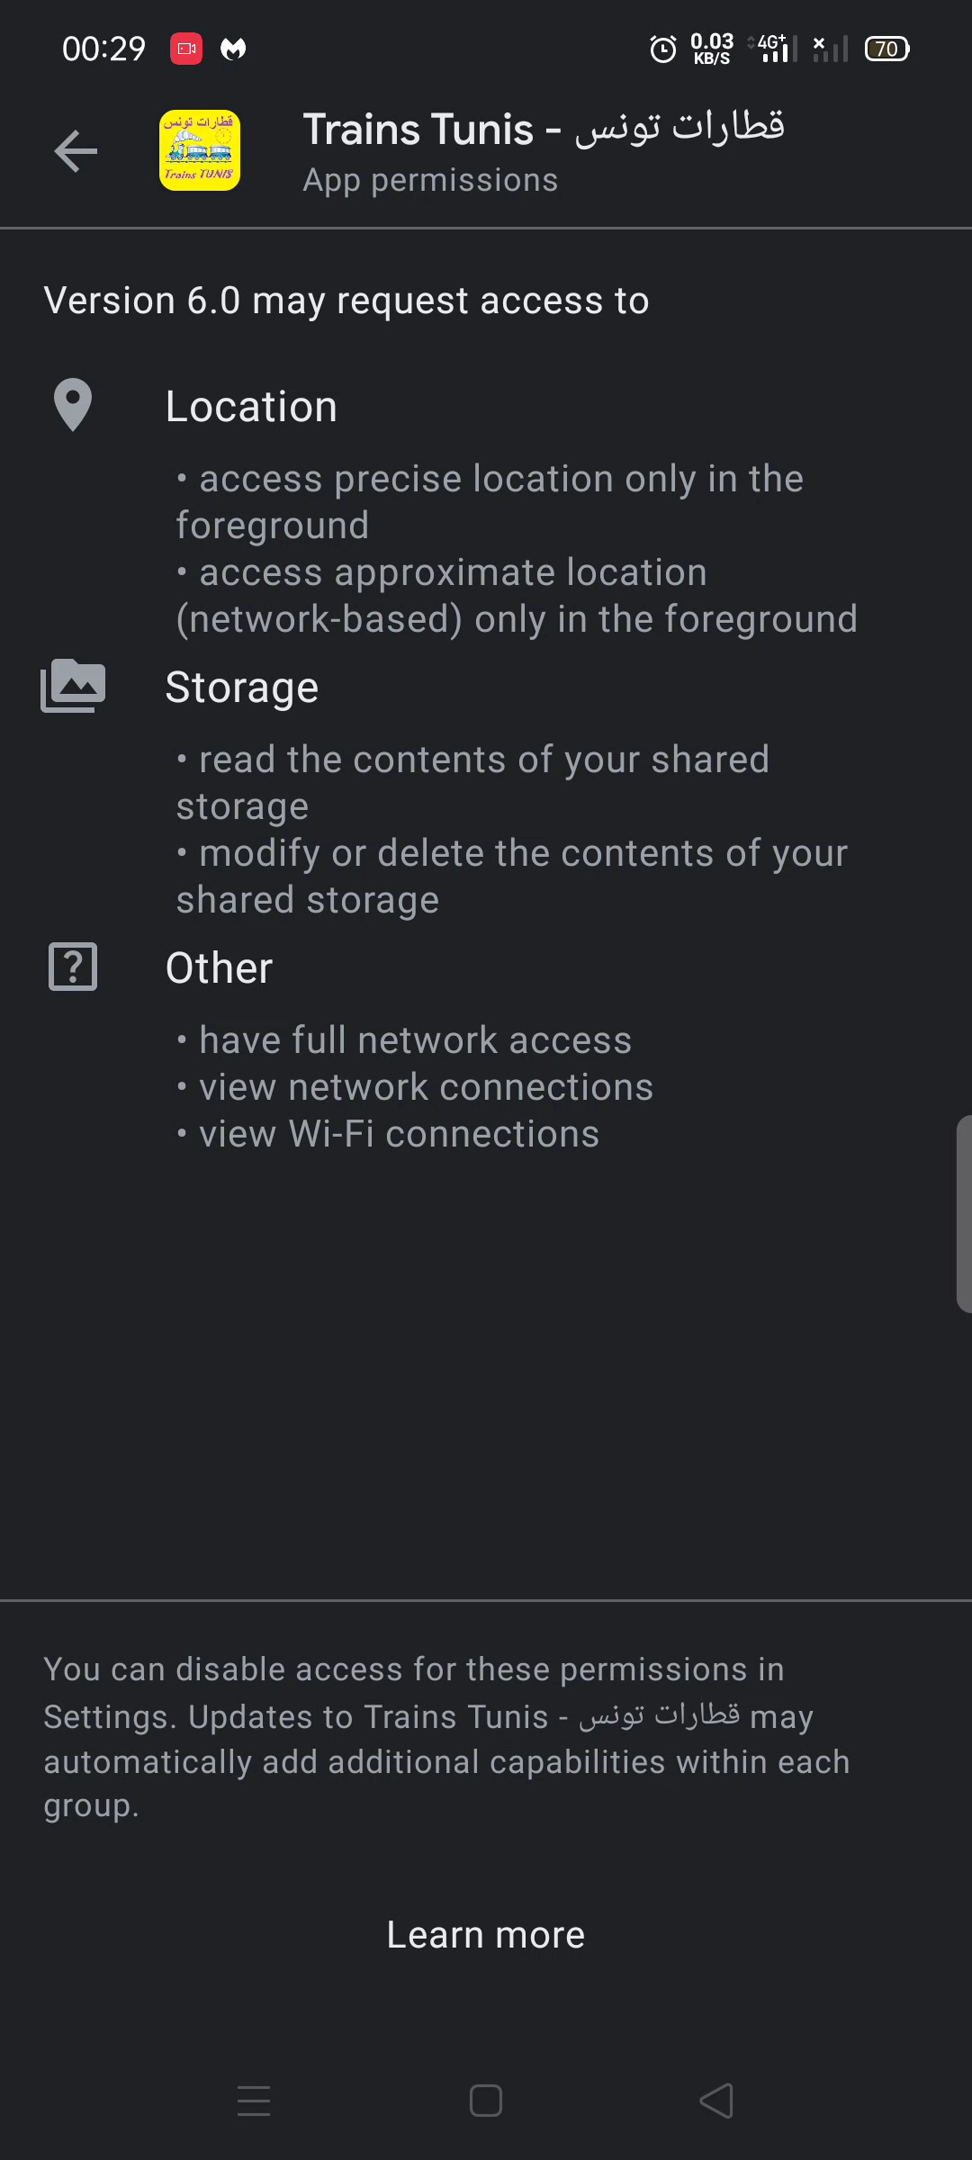 00:29
0.03
KB/S
4G+
70
قطارات تونس
Trains TUNIS
Trains Tunis - قطارات تونس
App permissions
Version 6.0 may request access to
Location
• access precise location only in the
foreground
• access approximate location
(network-based) only in the foreground
Storage
• read the contents of your shared
storage
• modify or delete the contents of your
shared storage
Other
• have full network access
• view network connections
• view Wi-Fi connections
You can disable access for these permissions in
Settings. Updates to Trains Tunis - قطارات تونس may
automatically add additional capabilities within each
group.
Learn more